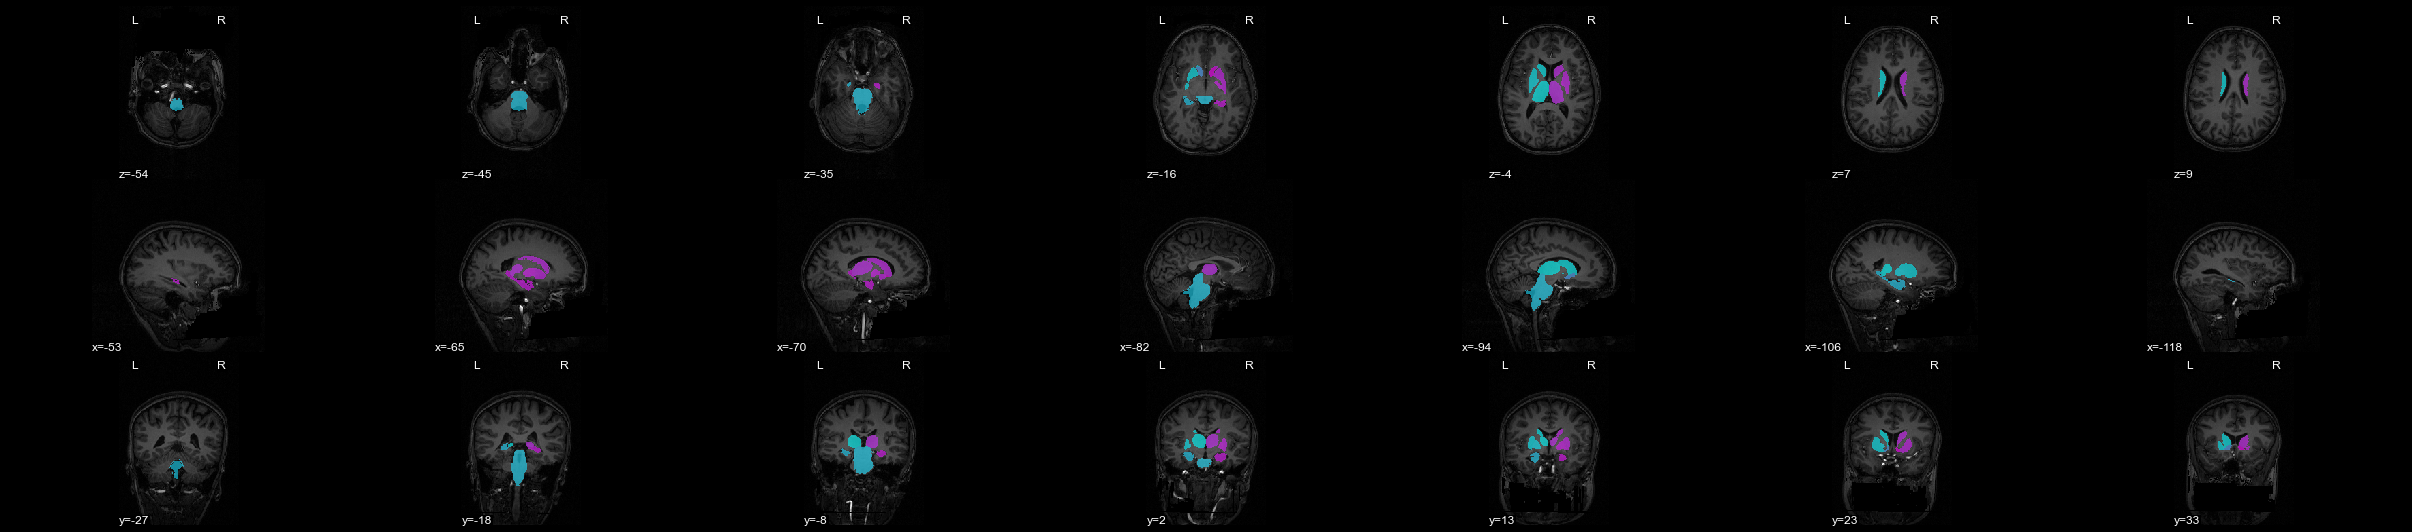 L R L R L R L R L R L R L R
z=-54 z=-45 z=-35 z=-16 z=-4 z=7 z=9
x=-53 x=-65 x=-70 x=-82 x=-94 x=-106 x=-118
L R L R L R L R L R L R L R
y=-27 y=-18 y=-8 y=2 y=13 y=23 y=33